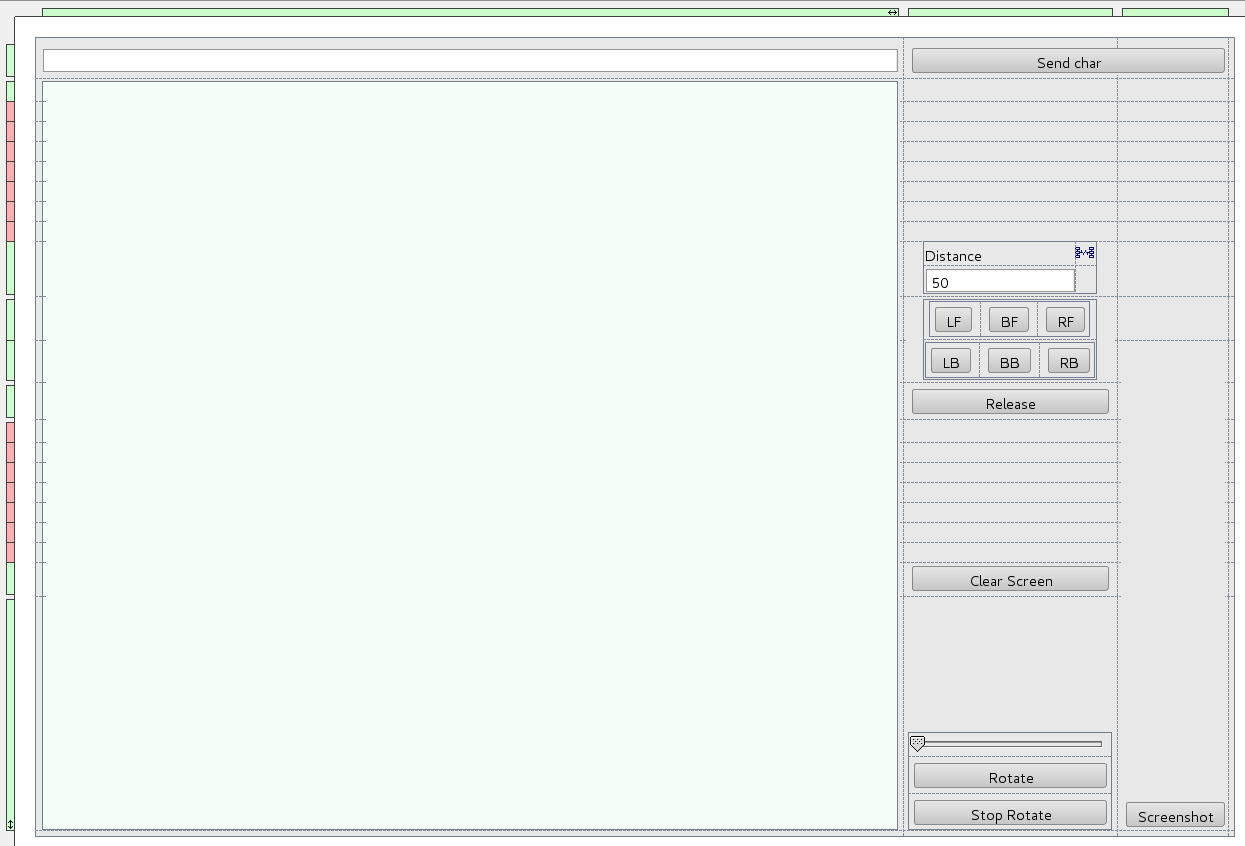 Send char
Distance
50
LF BF RF
LB BB RB
Release
Clear Screen
Rotate
Stop Rotate
Screenshot